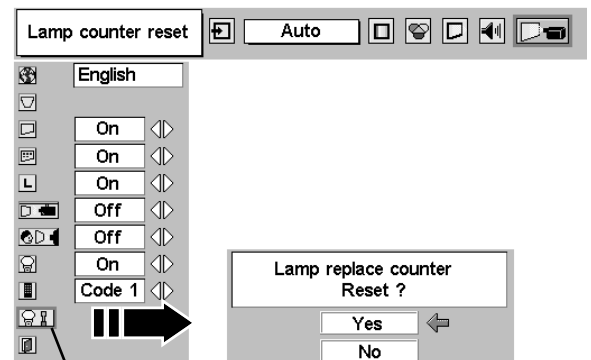 Lamp counter reset
Auto
English
On
On
L
On
Off
Off
On
Code 1
Lamp replace counter
Reset ?
Yes
No